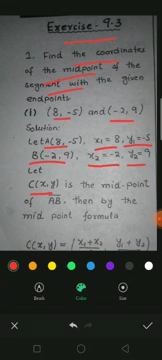 Exercise - 9.3
1. Find the coordinates
of the midpoint of the
segment with the given
endpoints
(i) (8, -5) and (-2, 9)
Solution:
Let A(8, -5), x₁ = 8, y₁ = -5
B(-2, 9), x₂ = -2, y₂ = 9
Let
C(x, y) is the mid-point
of AB, then by the
mid point formula
C(x, y) = (x₁+x₂ y₁+y₂)
Brush
Color
Size